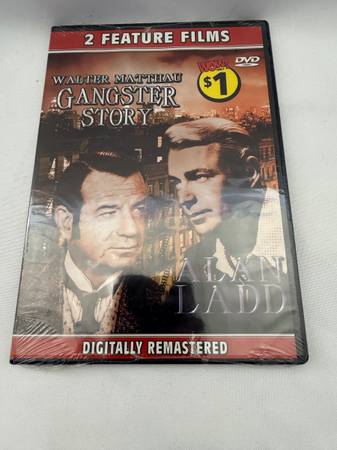 2 FEATURE FILMS
WALTER MATTHAU
GANGSTER
STORY
WOW!
$1
DVD
ALAN
LADD
DIGITALLY REMASTERED